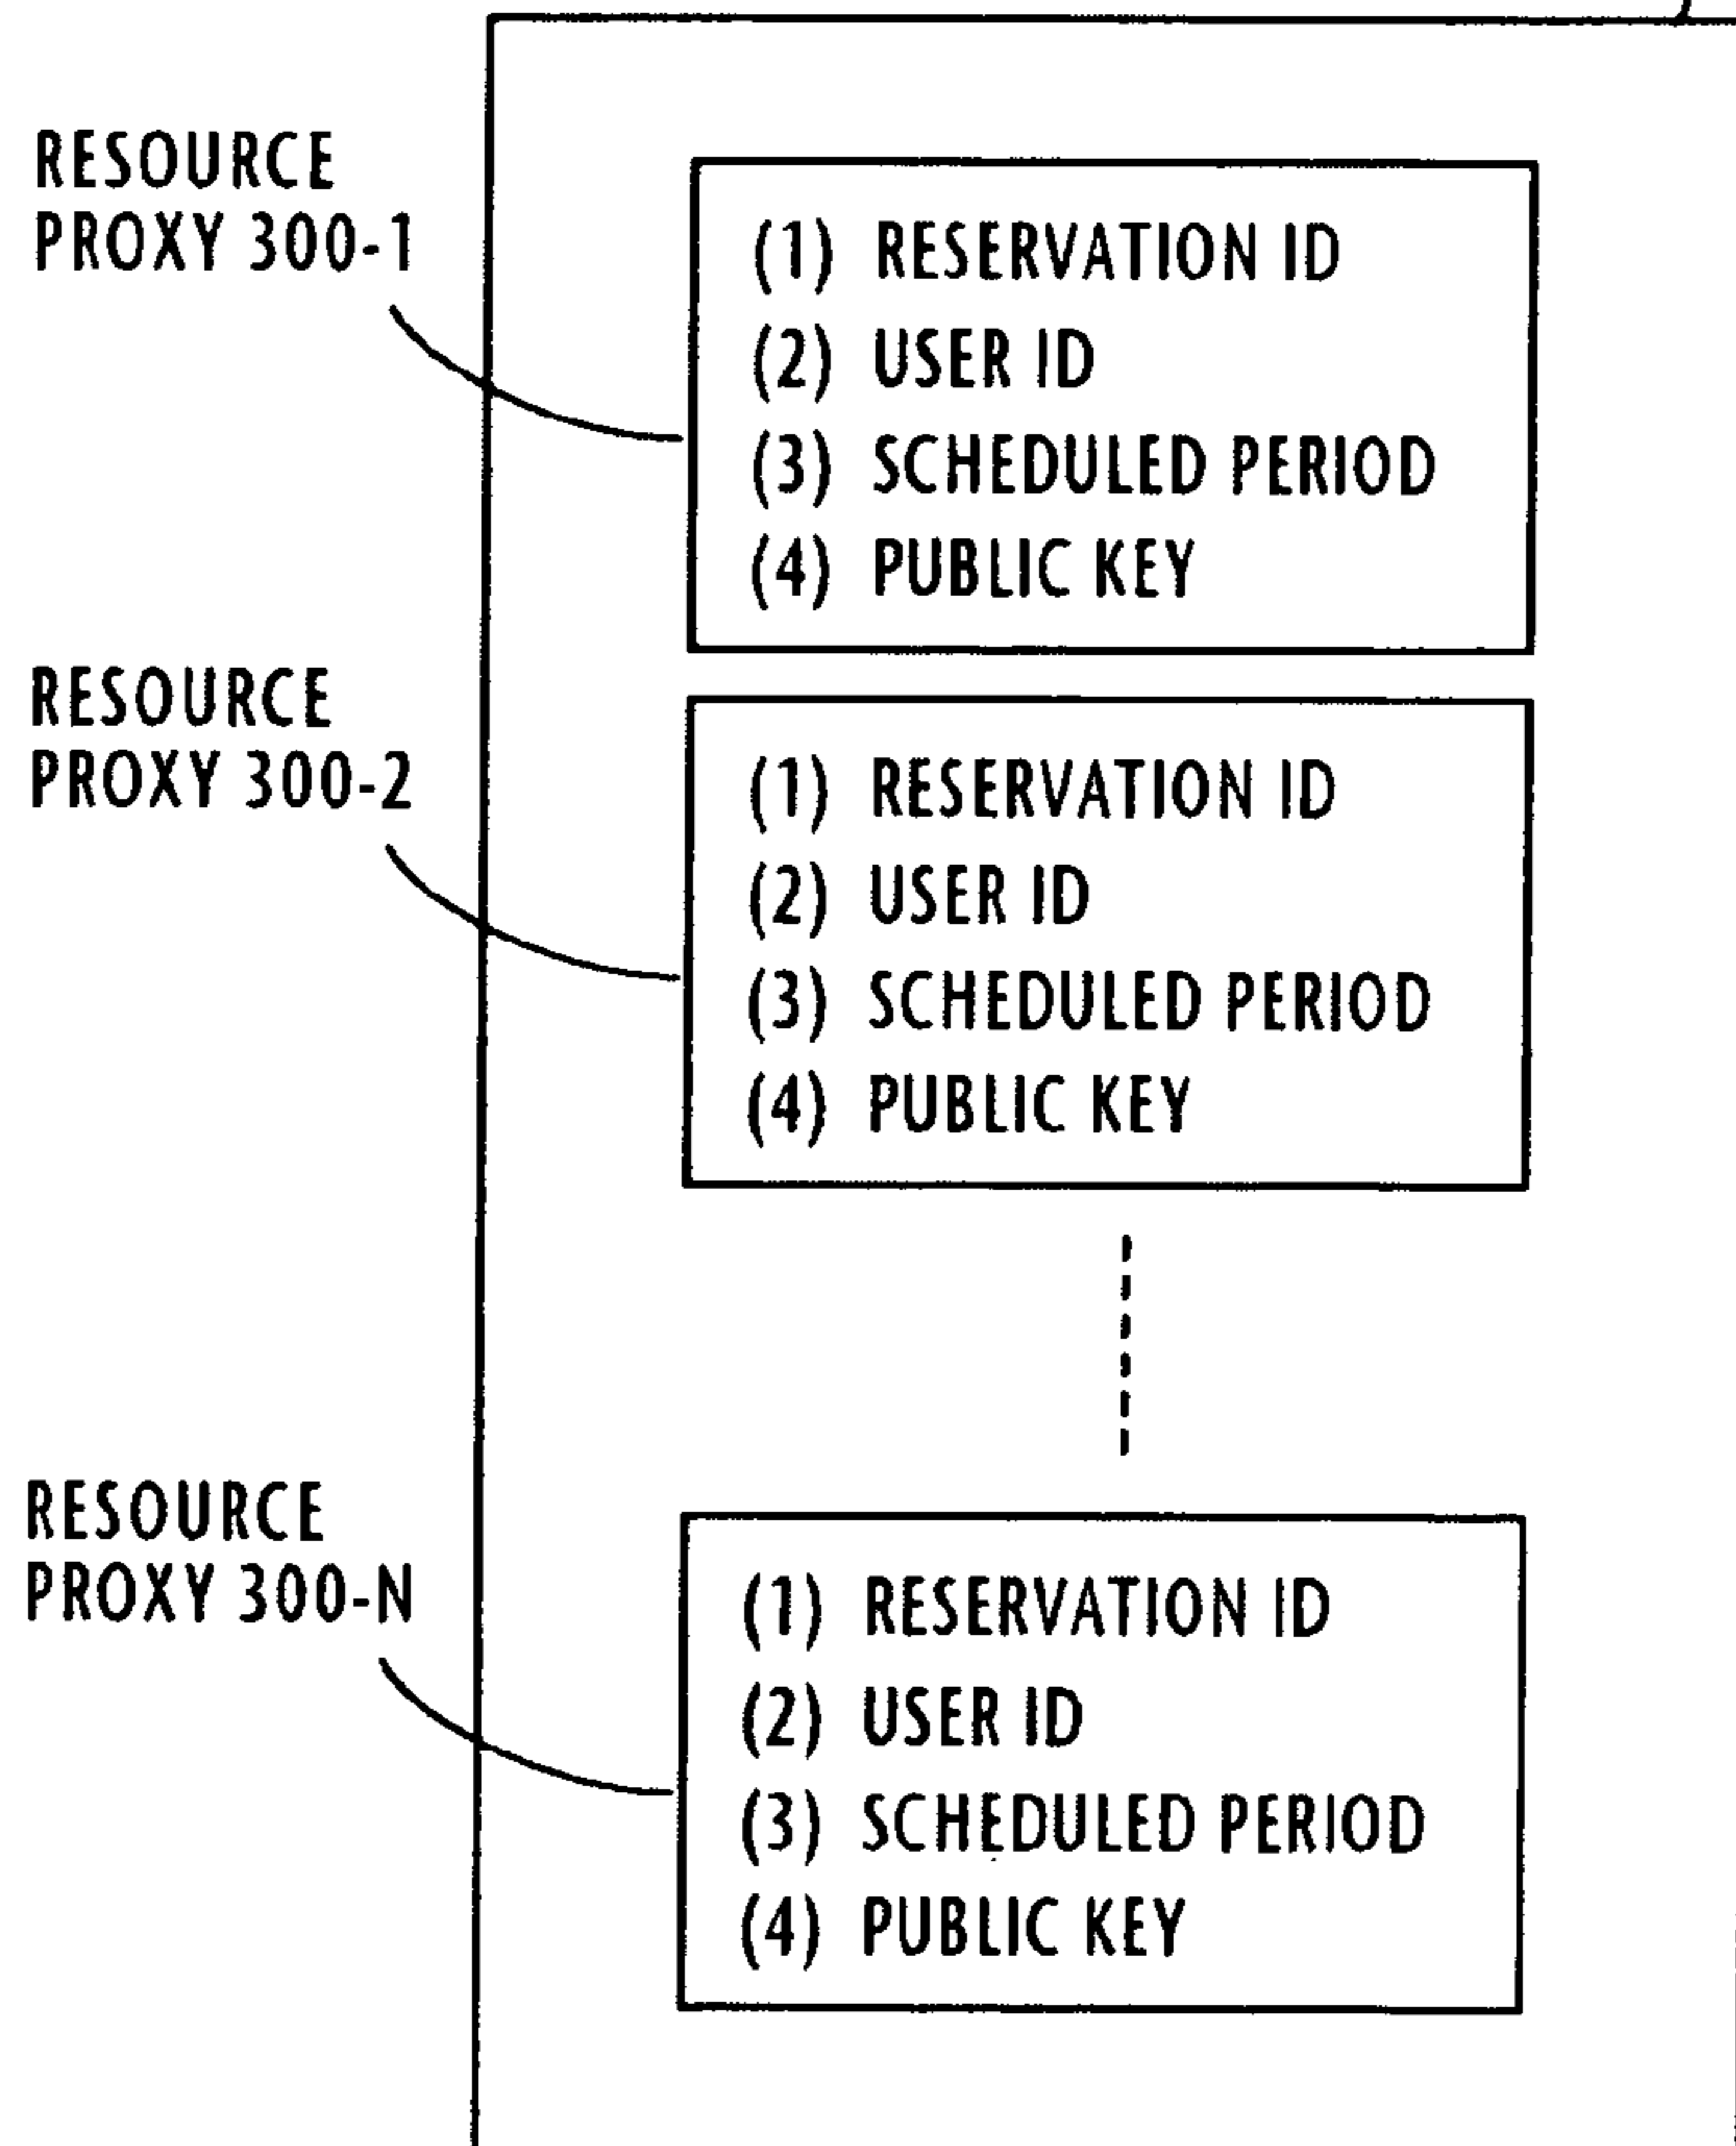 RESOURCE
PROXY 300-1
(1) RESERVATION ID
(2) USER ID
(3) SCHEDULED PERIOD
(4) PUBLIC KEY
RESOURCE
PROXY 300-2
(1) RESERVATION ID
(2) USER ID
(3) SCHEDULED PERIOD
(4) PUBLIC KEY
RESOURCE
PROXY 300-N
(1) RESERVATION ID
(2) USER ID
(3) SCHEDULED PERIOD
(4) PUBLIC KEY